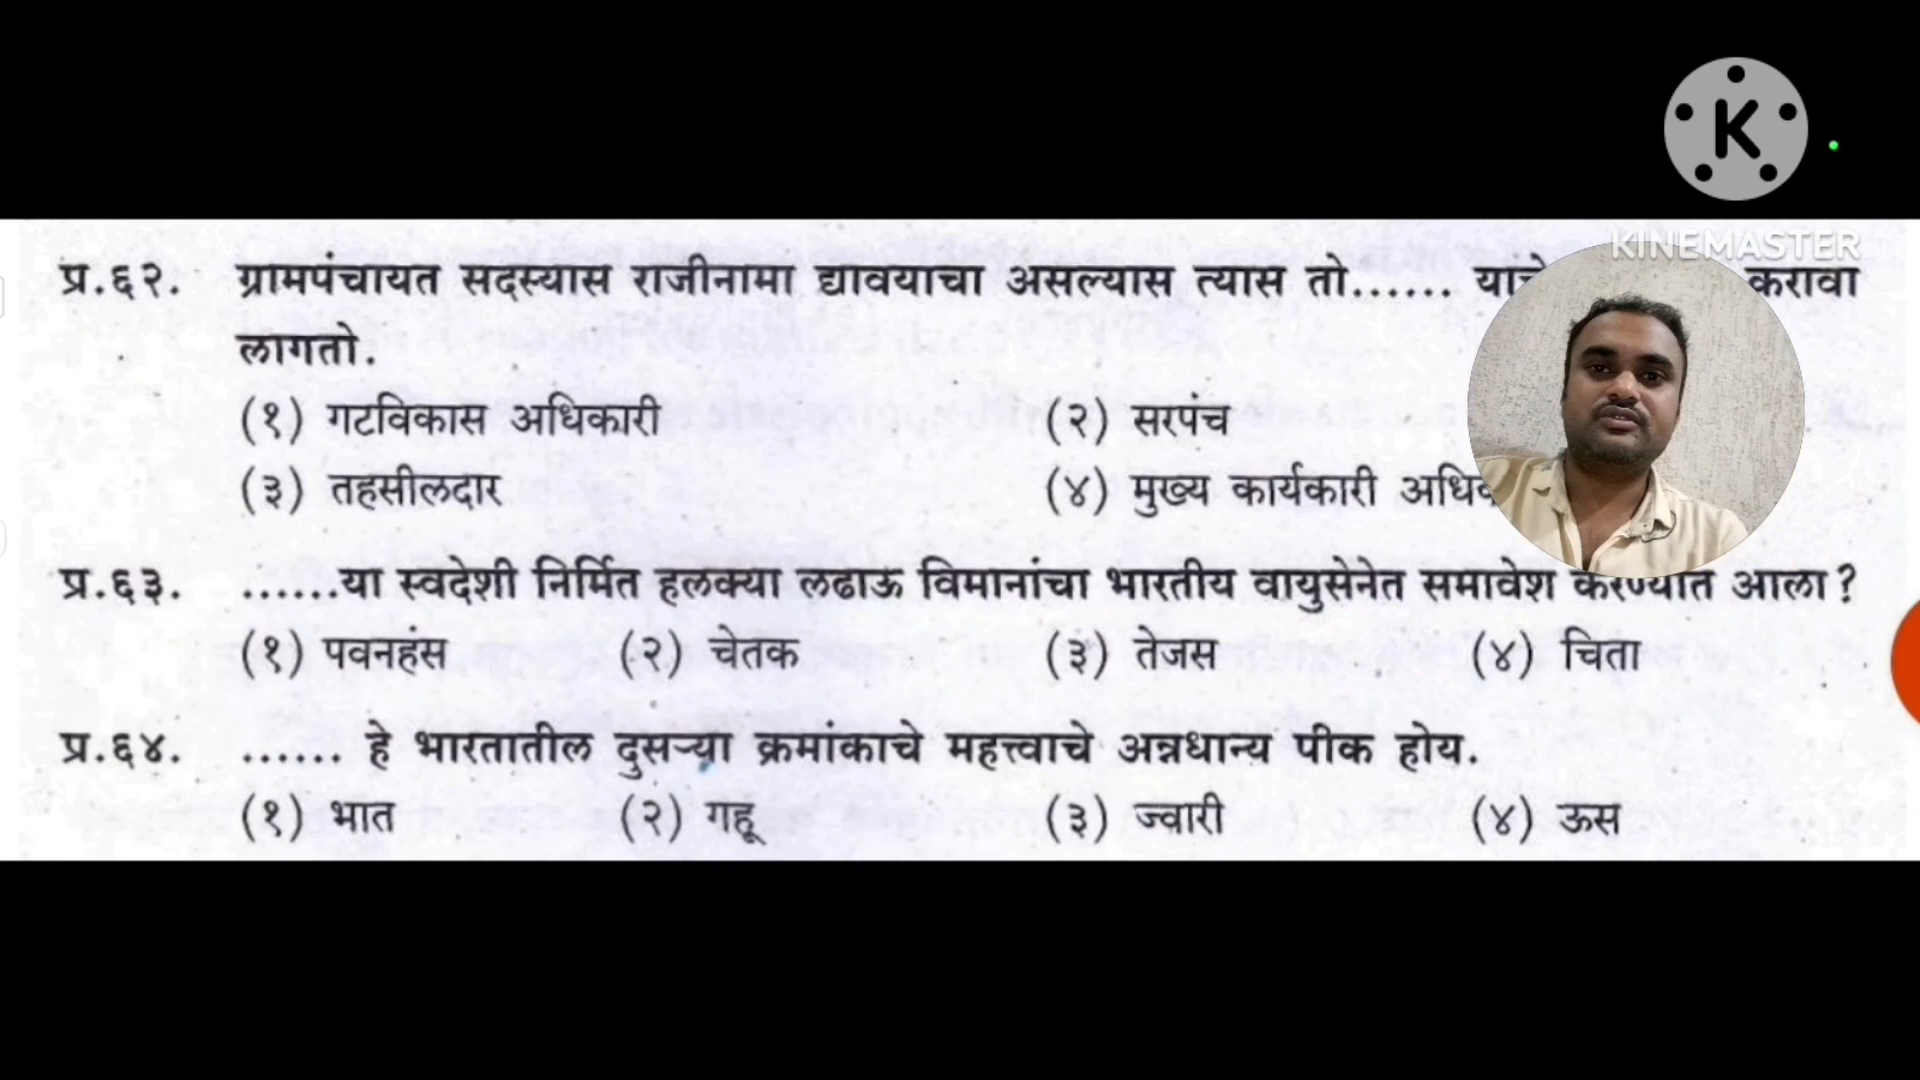 K
KINEMASTER
प्र.६२. ग्रामपंचायत सदस्यास राजीनामा द्यावयाचा असल्यास त्यास तो...... करावा
लागतो.
(१) गटविकास अधिकारी (२) सरपंच
(३) तहसीलदार (४) मुख्य कार्यकारी
प्र.६३. ......या स्वदेशी निर्मित हलक्या लढाऊ विमानांचा भारतीय वायुसेनेत समावेश करण्यात आला?
(१) पवनहंस (२) चेतक (३) तेजस (४) चिता
प्र.६४. ...... हे भारतातील दुसऱ्या क्रमांकाचे महत्त्वाचे अन्नधान्य पीक होय.
(१) भात (२) गहू (३) ज्वारी (४) ऊस